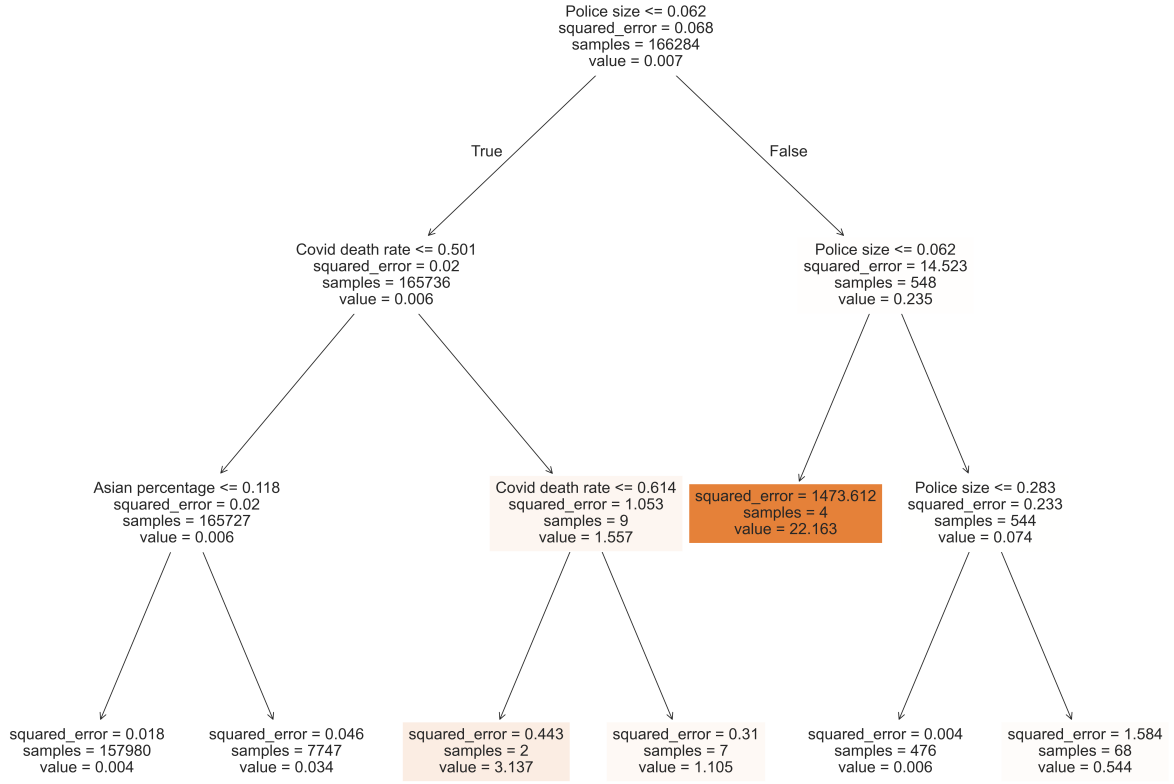 Police size <= 0.062
squared_error = 0.068
samples = 166284
value = 0.007
True
False
Covid death rate <= 0.501
squared_error = 0.02
samples = 165736
value = 0.006
Police size <= 0.062
squared_error = 14.523
samples = 548
value = 0.235
Asian percentage <= 0.118
squared_error = 0.02
samples = 165727
value = 0.006
Covid death rate <= 0.614
squared_error = 1.053
samples = 9
value = 1.557
squared_error = 1473.612
samples = 4
value = 22.163
Police size <= 0.283
squared_error = 0.233
samples = 544
value = 0.074
squared_error = 0.018
samples = 157980
value = 0.004
squared_error = 0.046
samples = 7747
value = 0.034
squared_error = 0.443
samples = 2
value = 3.137
squared_error = 0.31
samples = 7
value = 1.105
squared_error = 0.004
samples = 476
value = 0.006
squared_error = 1.584
samples = 68
value = 0.544